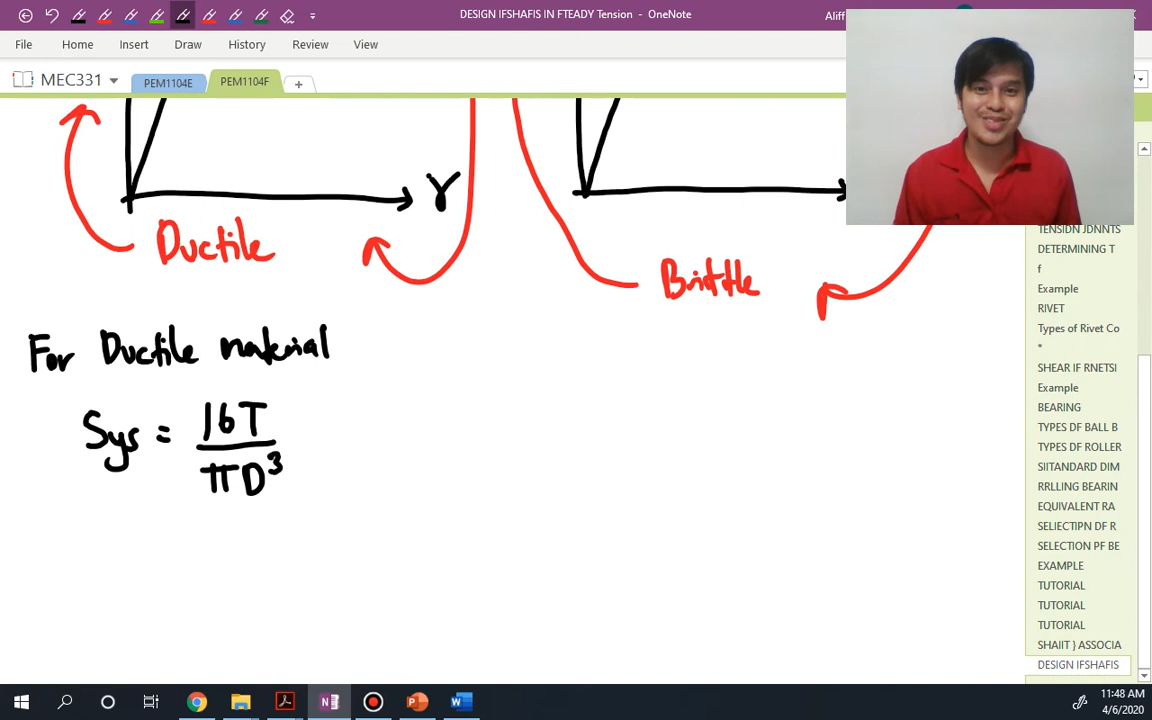 DESIGN IFSHAFIS IN FTEADY Tension - OneNote
Aliff
File Home Insert Draw History Review View
MEC331
PEM1104E
PEM1104F
γ
Ductile
Brittle
For Ductile material
Sys = 16T / πD³
TENSIDN JDNNTS
DETERMINING T
f
Example
RIVET
Types of Rivet Co
*
SHEAR IF RNETSI
Example
BEARING
TYPES DF BALL B
TYPES DF ROLLER
SIITANDARD DIM
RRLLING BEARIN
EQUIVALENT RA
SELIECTIPN DF R
SELECTION PF BE
EXAMPLE
TUTORIAL
TUTORIAL
TUTORIAL
SHAIIT } ASSOCIA
DESIGN IFSHAFIS
11:48 AM
4/6/2020